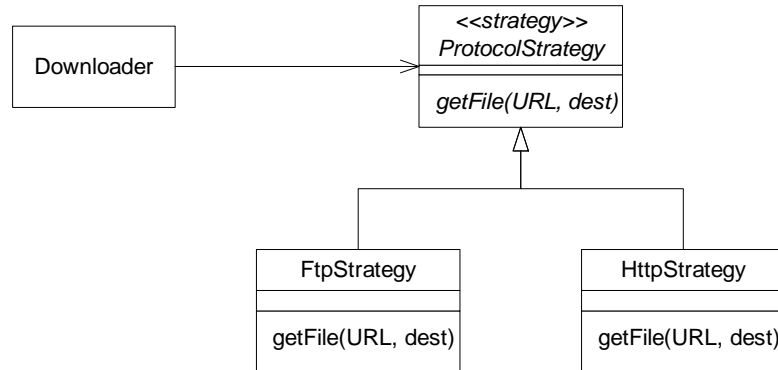 <<strategy>>
ProtocolStrategy
Downloader
getFile(URL, dest)
FtpStrategy
HttpStrategy
getFile(URL, dest)
getFile(URL, dest)